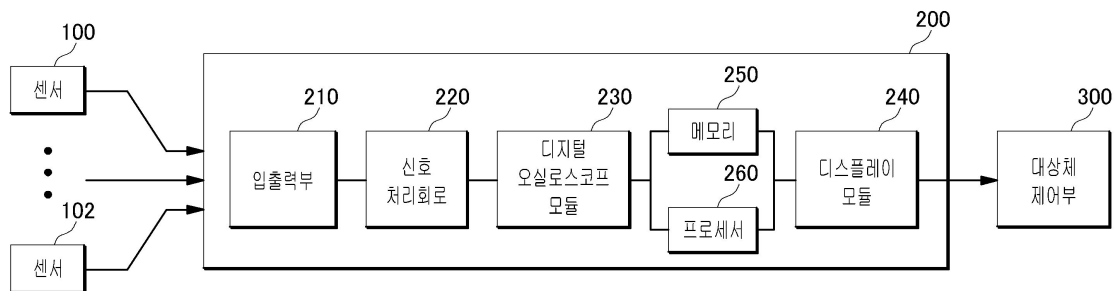 100
센서
102
센서
200
210
입출력부
220
신호
처리회로
230
디지털
오실로스코프
모듈
250
메모리
260
프로세서
240
디스플레이
모듈
300
대상체
제어부